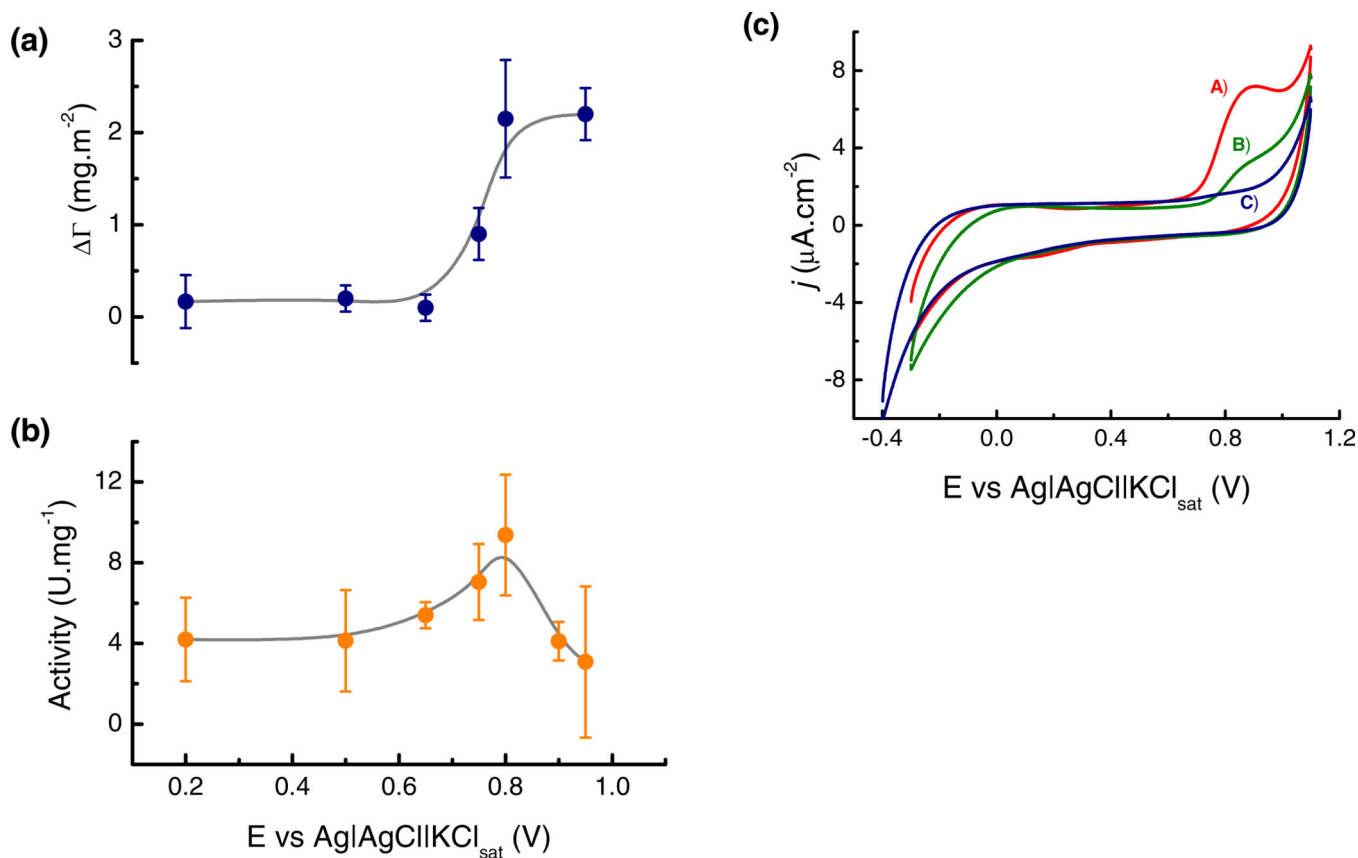 (a)
3
2
1
0
ΔΓ (mg.m⁻²)
(b)
12
8
4
0
Activity (U.mg⁻¹)
0.2 0.4 0.6 0.8 1.0
E vs Ag|AgCl||KCl_sat (V)
(c)
8
4
0
-4
-8
j (μA.cm⁻²)
A)
B)
C)
-0.4 0.0 0.4 0.8 1.2
E vs Ag|AgCl||KCl_sat (V)